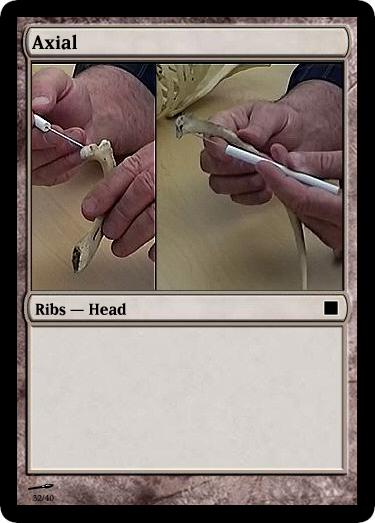 Axial
Ribs — Head
32/40